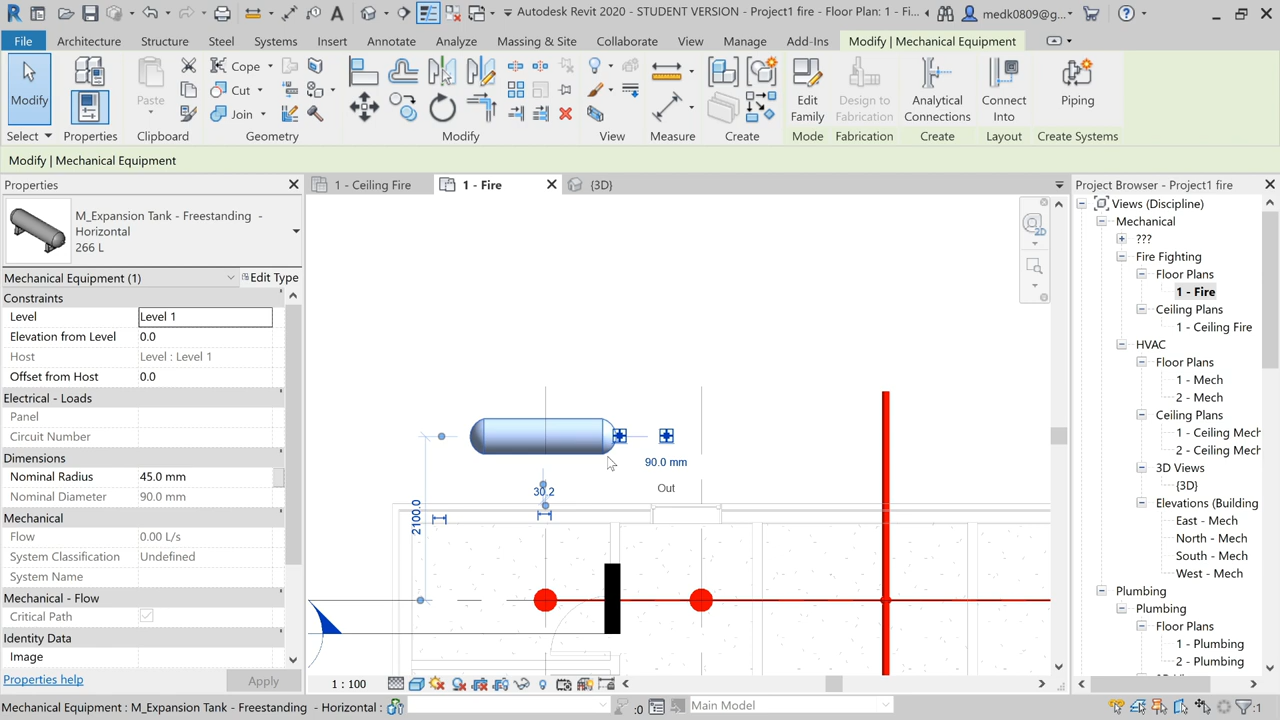 Autodesk Revit 2020 - STUDENT VERSION - Project1 fire - Floor Plan: 1 - Fi...
medk0809@g...
File Architecture Structure Steel Systems Insert Annotate Analyze Massing & Site Collaborate View Manage Add-Ins Modify | Mechanical Equipment
Modify
Select
Properties
Paste
Clipboard
Cope
Cut
Join
Geometry
Modify
View
Measure
Create
Edit Family
Mode
Design to Fabrication
Fabrication
Analytical Connections
Create
Connect Into
Layout
Piping
Create Systems
Modify | Mechanical Equipment
Properties
M_Expansion Tank - Freestanding -
Horizontal
266 L
Mechanical Equipment (1)
Edit Type
Constraints
Level Level 1
Elevation from Level 0.0
Host Level : Level 1
Offset from Host 0.0
Electrical - Loads
Panel
Circuit Number
Dimensions
Nominal Radius 45.0 mm
Nominal Diameter 90.0 mm
Mechanical
Flow 0.00 L/s
System Classification Undefined
System Name
Mechanical - Flow
Critical Path
Identity Data
Image
Properties help
Apply
1 - Ceiling Fire
1 - Fire
{3D}
2D
90.0 mm
Out
30.2
2100.0
1 : 100
Project Browser - Project1 fire
Views (Discipline)
Mechanical
???
Fire Fighting
Floor Plans
1 - Fire
Ceiling Plans
1 - Ceiling Fire
HVAC
Floor Plans
1 - Mech
2 - Mech
Ceiling Plans
1 - Ceiling Mech
2 - Ceiling Mech
3D Views
{3D}
Elevations (Building
East - Mech
North - Mech
South - Mech
West - Mech
Plumbing
Plumbing
Floor Plans
1 - Plumbing
2 - Plumbing
Mechanical Equipment : M_Expansion Tank - Freestanding - Horizontal :
:0
Main Model
:1